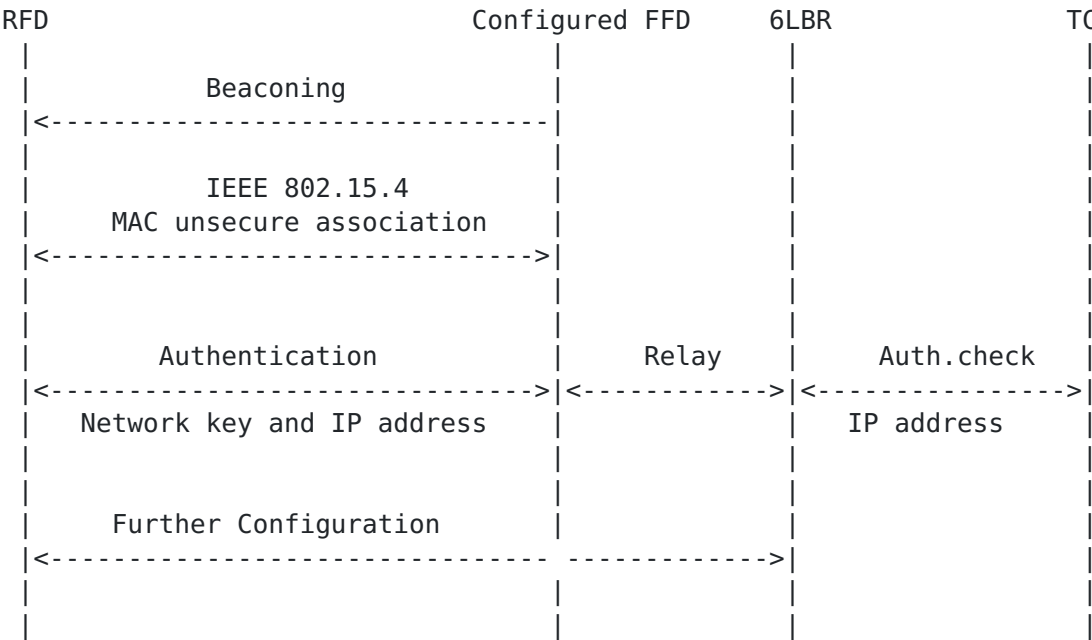 RFD Configured FFD 6LBR
Beaconing
IEEE 802.15.4
MAC unsecure association
Authentication Relay Auth.check
Network key and IP address IP address
Further Configuration